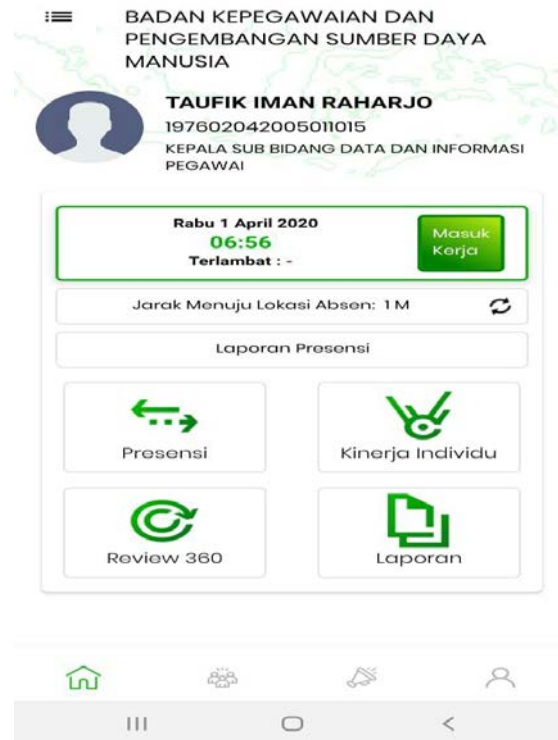 BADAN KEPEGAWAIAN DAN
PENGEMBANGAN SUMBER DAYA
MANUSIA
TAUFIK IMAN RAHARJO
197602042005011015
KEPALA SUB BIDANG DATA DAN INFORMASI
PEGAWAI
Rabu 1 April 2020
06:56
Terlambat : -
Masuk
Kerja
Jarak Menuju Lokasi Absen: 1 M
Laporan Presensi
Presensi
Kinerja Individu
Review 360
Laporan